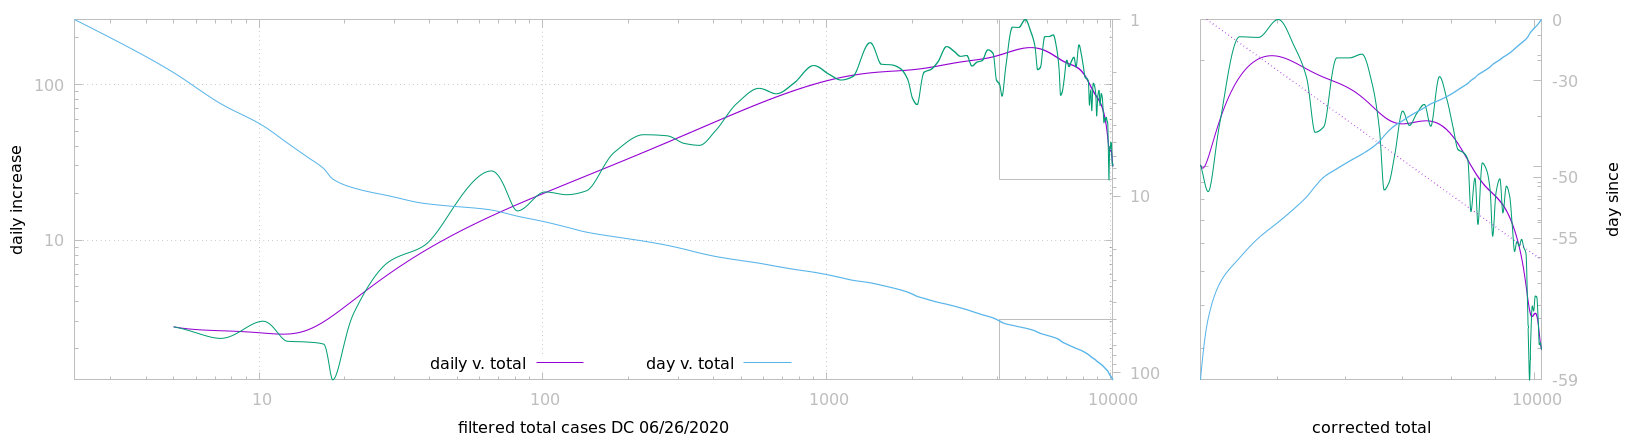 100
10
daily increase
10
100
1000
10000
filtered total cases DC 06/26/2020
daily v. total
day v. total
1
10
100
0
-30
-50
-55
-59
day since
10000
corrected total